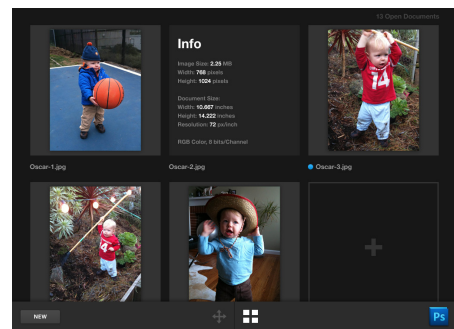 13 Open Documents
Info
Image Size: 2.25 MB
Width: 768 pixels
Height: 1024 pixels
Document Size:
Width: 10.667 inches
Height: 14.222 inches
Resolution: 72 px/inch
RGB Color, 8 bits/Channel
14
Oscar-1.jpg
Oscar-2.jpg
Oscar-3.jpg
14
NEW
Ps